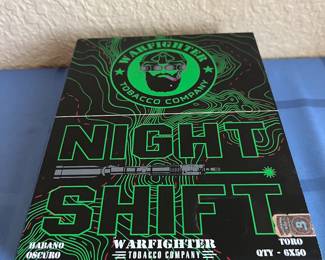 WARFIGHTER
TOBACCO COMPANY
NIGHT
SHIFT
HABANO
OSCURO
WARFIGHTER
TOBACCO COMPANY
TORO
QTY - 6X50